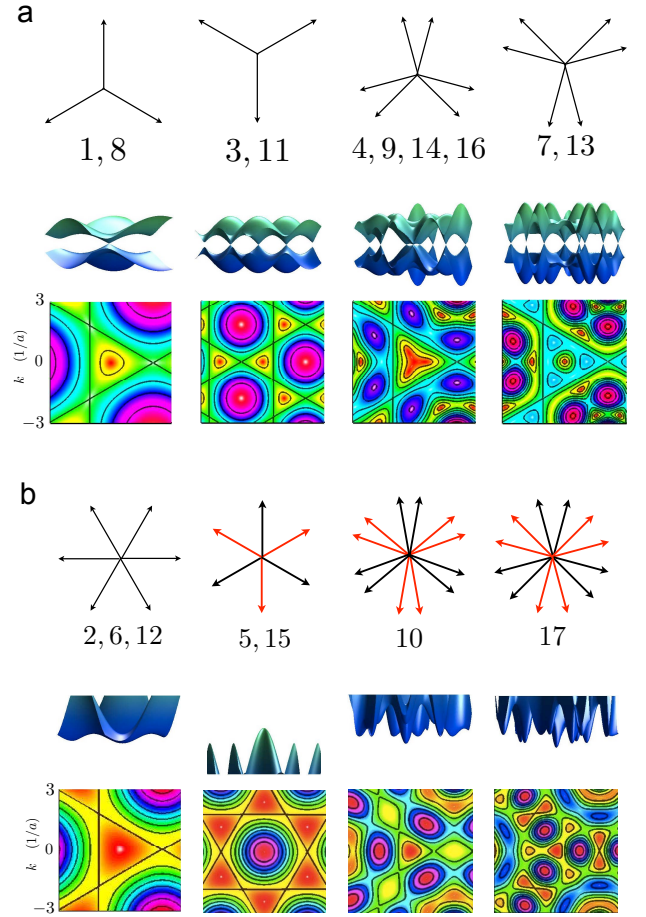 a
1, 8
3, 11
4, 9, 14, 16
7, 13
3
k (1/a)
0
−3
b
2, 6, 12
5, 15
10
17
3
k (1/a)
0
−3